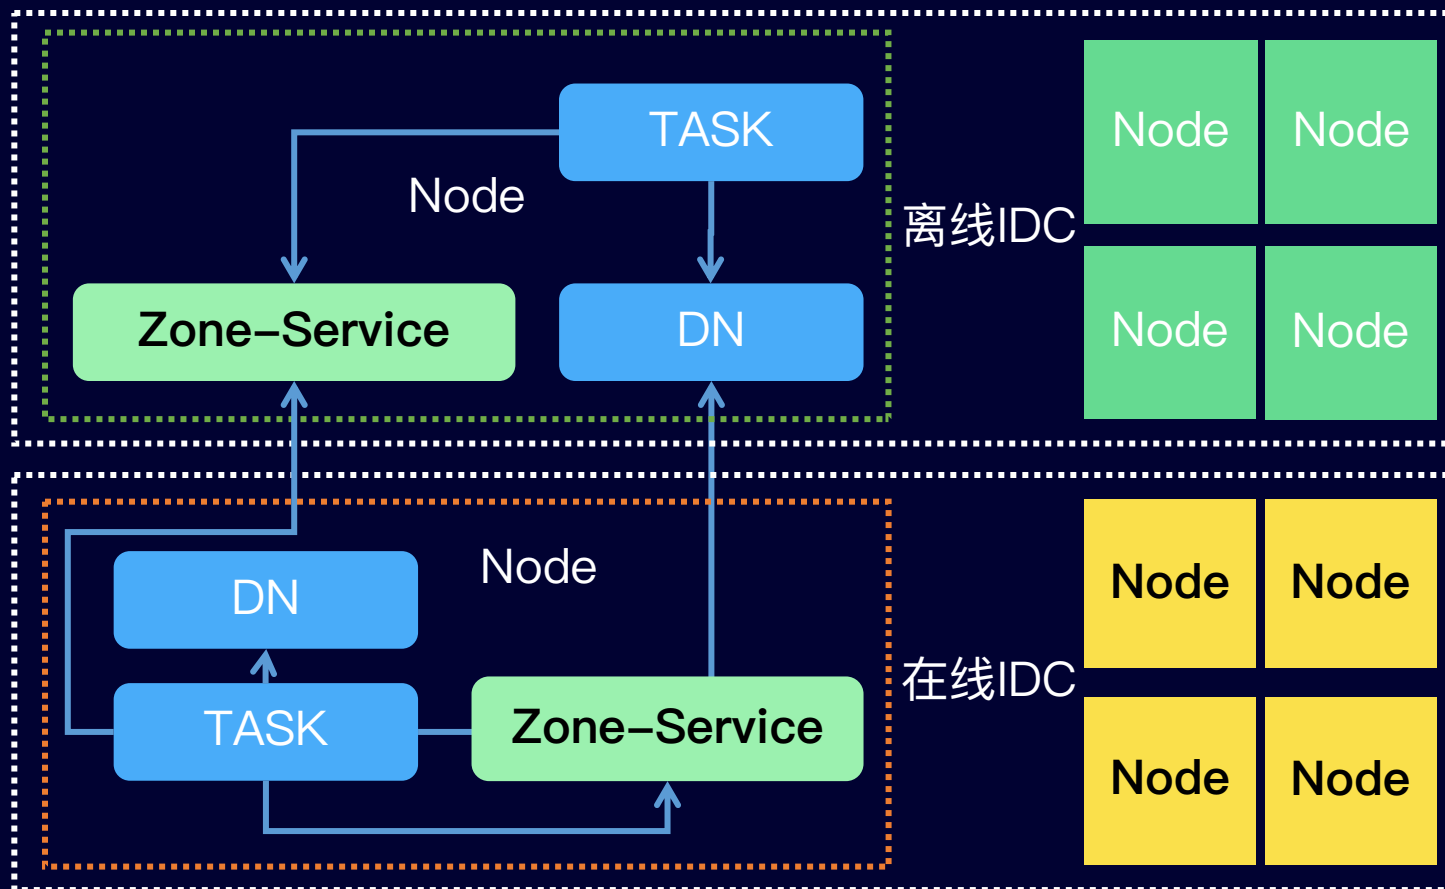 TASK
Node
Zone-Service
DN
离线IDC
Node
Node
Node
Node
Node
DN
TASK
Zone-Service
在线IDC
Node
Node
Node
Node